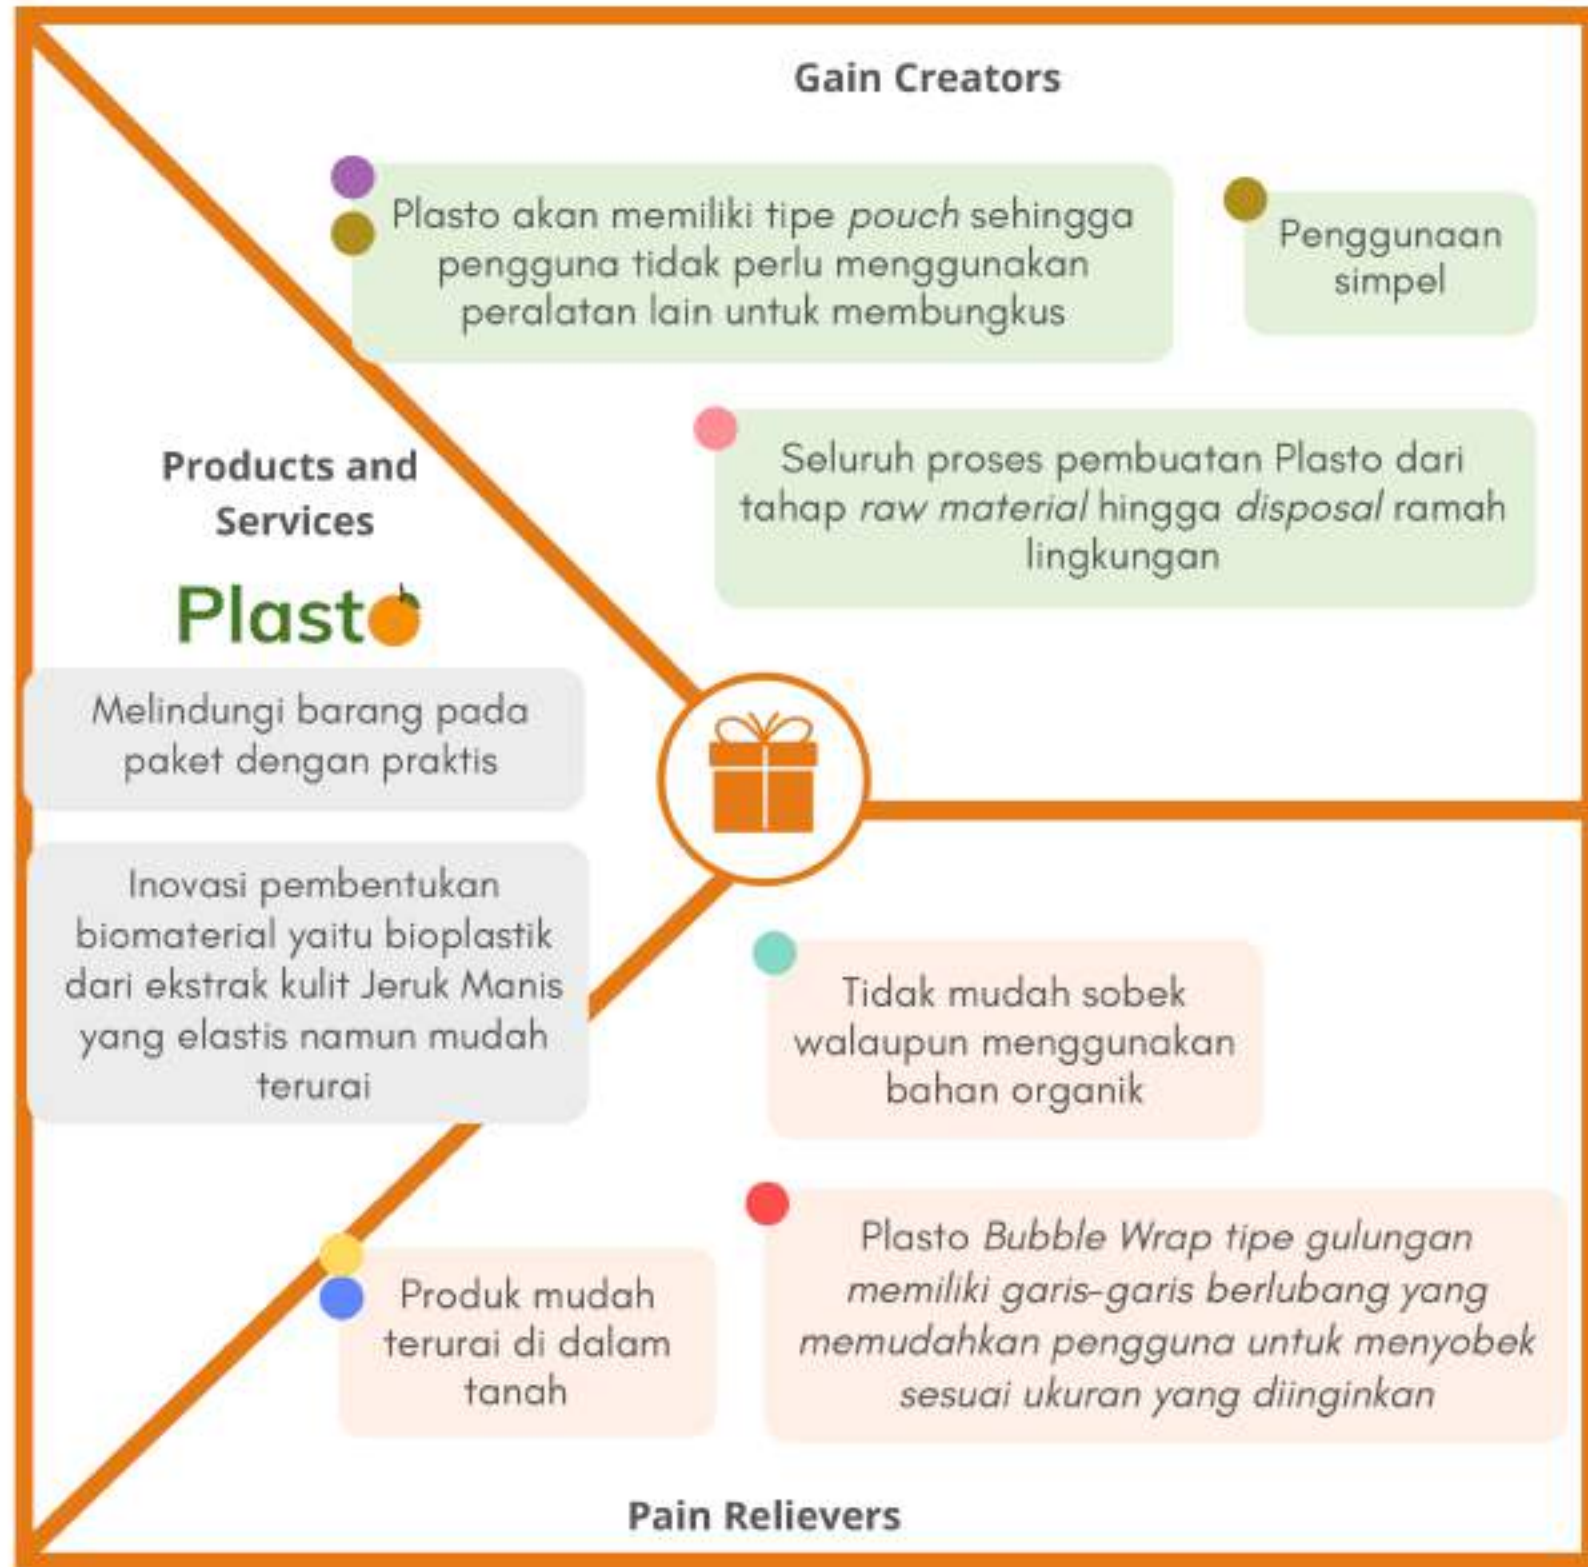 Gain Creators
Plasto akan memiliki tipe pouch sehingga
pengguna tidak perlu menggunakan
peralatan lain untuk membungkus
Penggunaan
simpel
Seluruh proses pembuatan Plasto dari
tahap raw material hingga disposal ramah
lingkungan
Products and
Services
Plasto
Melindungi barang pada
paket dengan praktis
Inovasi pembentukan
biomaterial yaitu bioplastik
dari ekstrak kulit Jeruk Manis
yang elastis namun mudah
terurai
Tidak mudah sobek
walaupun menggunakan
bahan organik
Produk mudah
terurai di dalam
tanah
Plasto Bubble Wrap tipe gulungan
memiliki garis-garis berlubang yang
memudahkan pengguna untuk menyobek
sesuai ukuran yang diinginkan
Pain Relievers